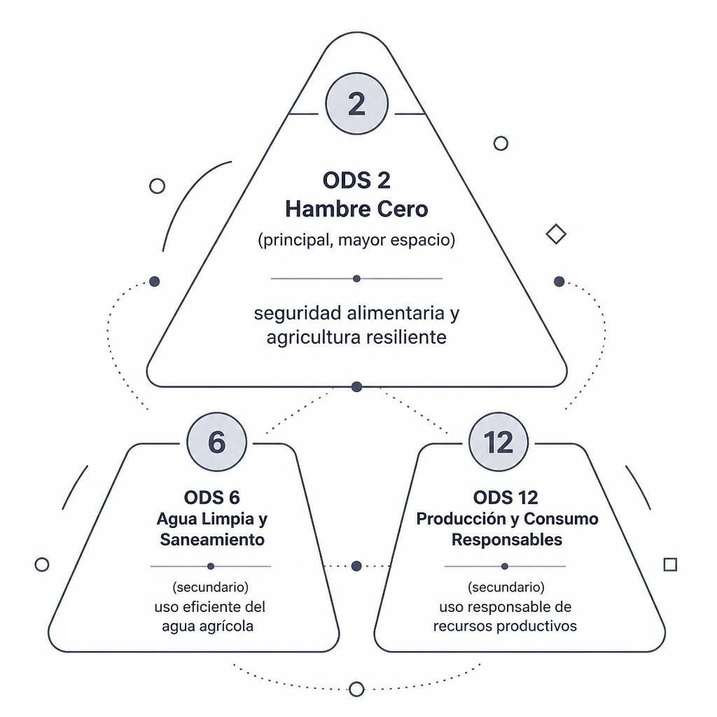 2
ODS 2
Hambre Cero
(principal, mayor espacio)
seguridad alimentaria y
agricultura resiliente
6
ODS 6
Agua Limpia y
Saneamiento
(secundario)
uso eficiente del
agua agrícola
12
ODS 12
Producción y Consumo
Responsables
(secundario)
uso responsable de
recursos productivos